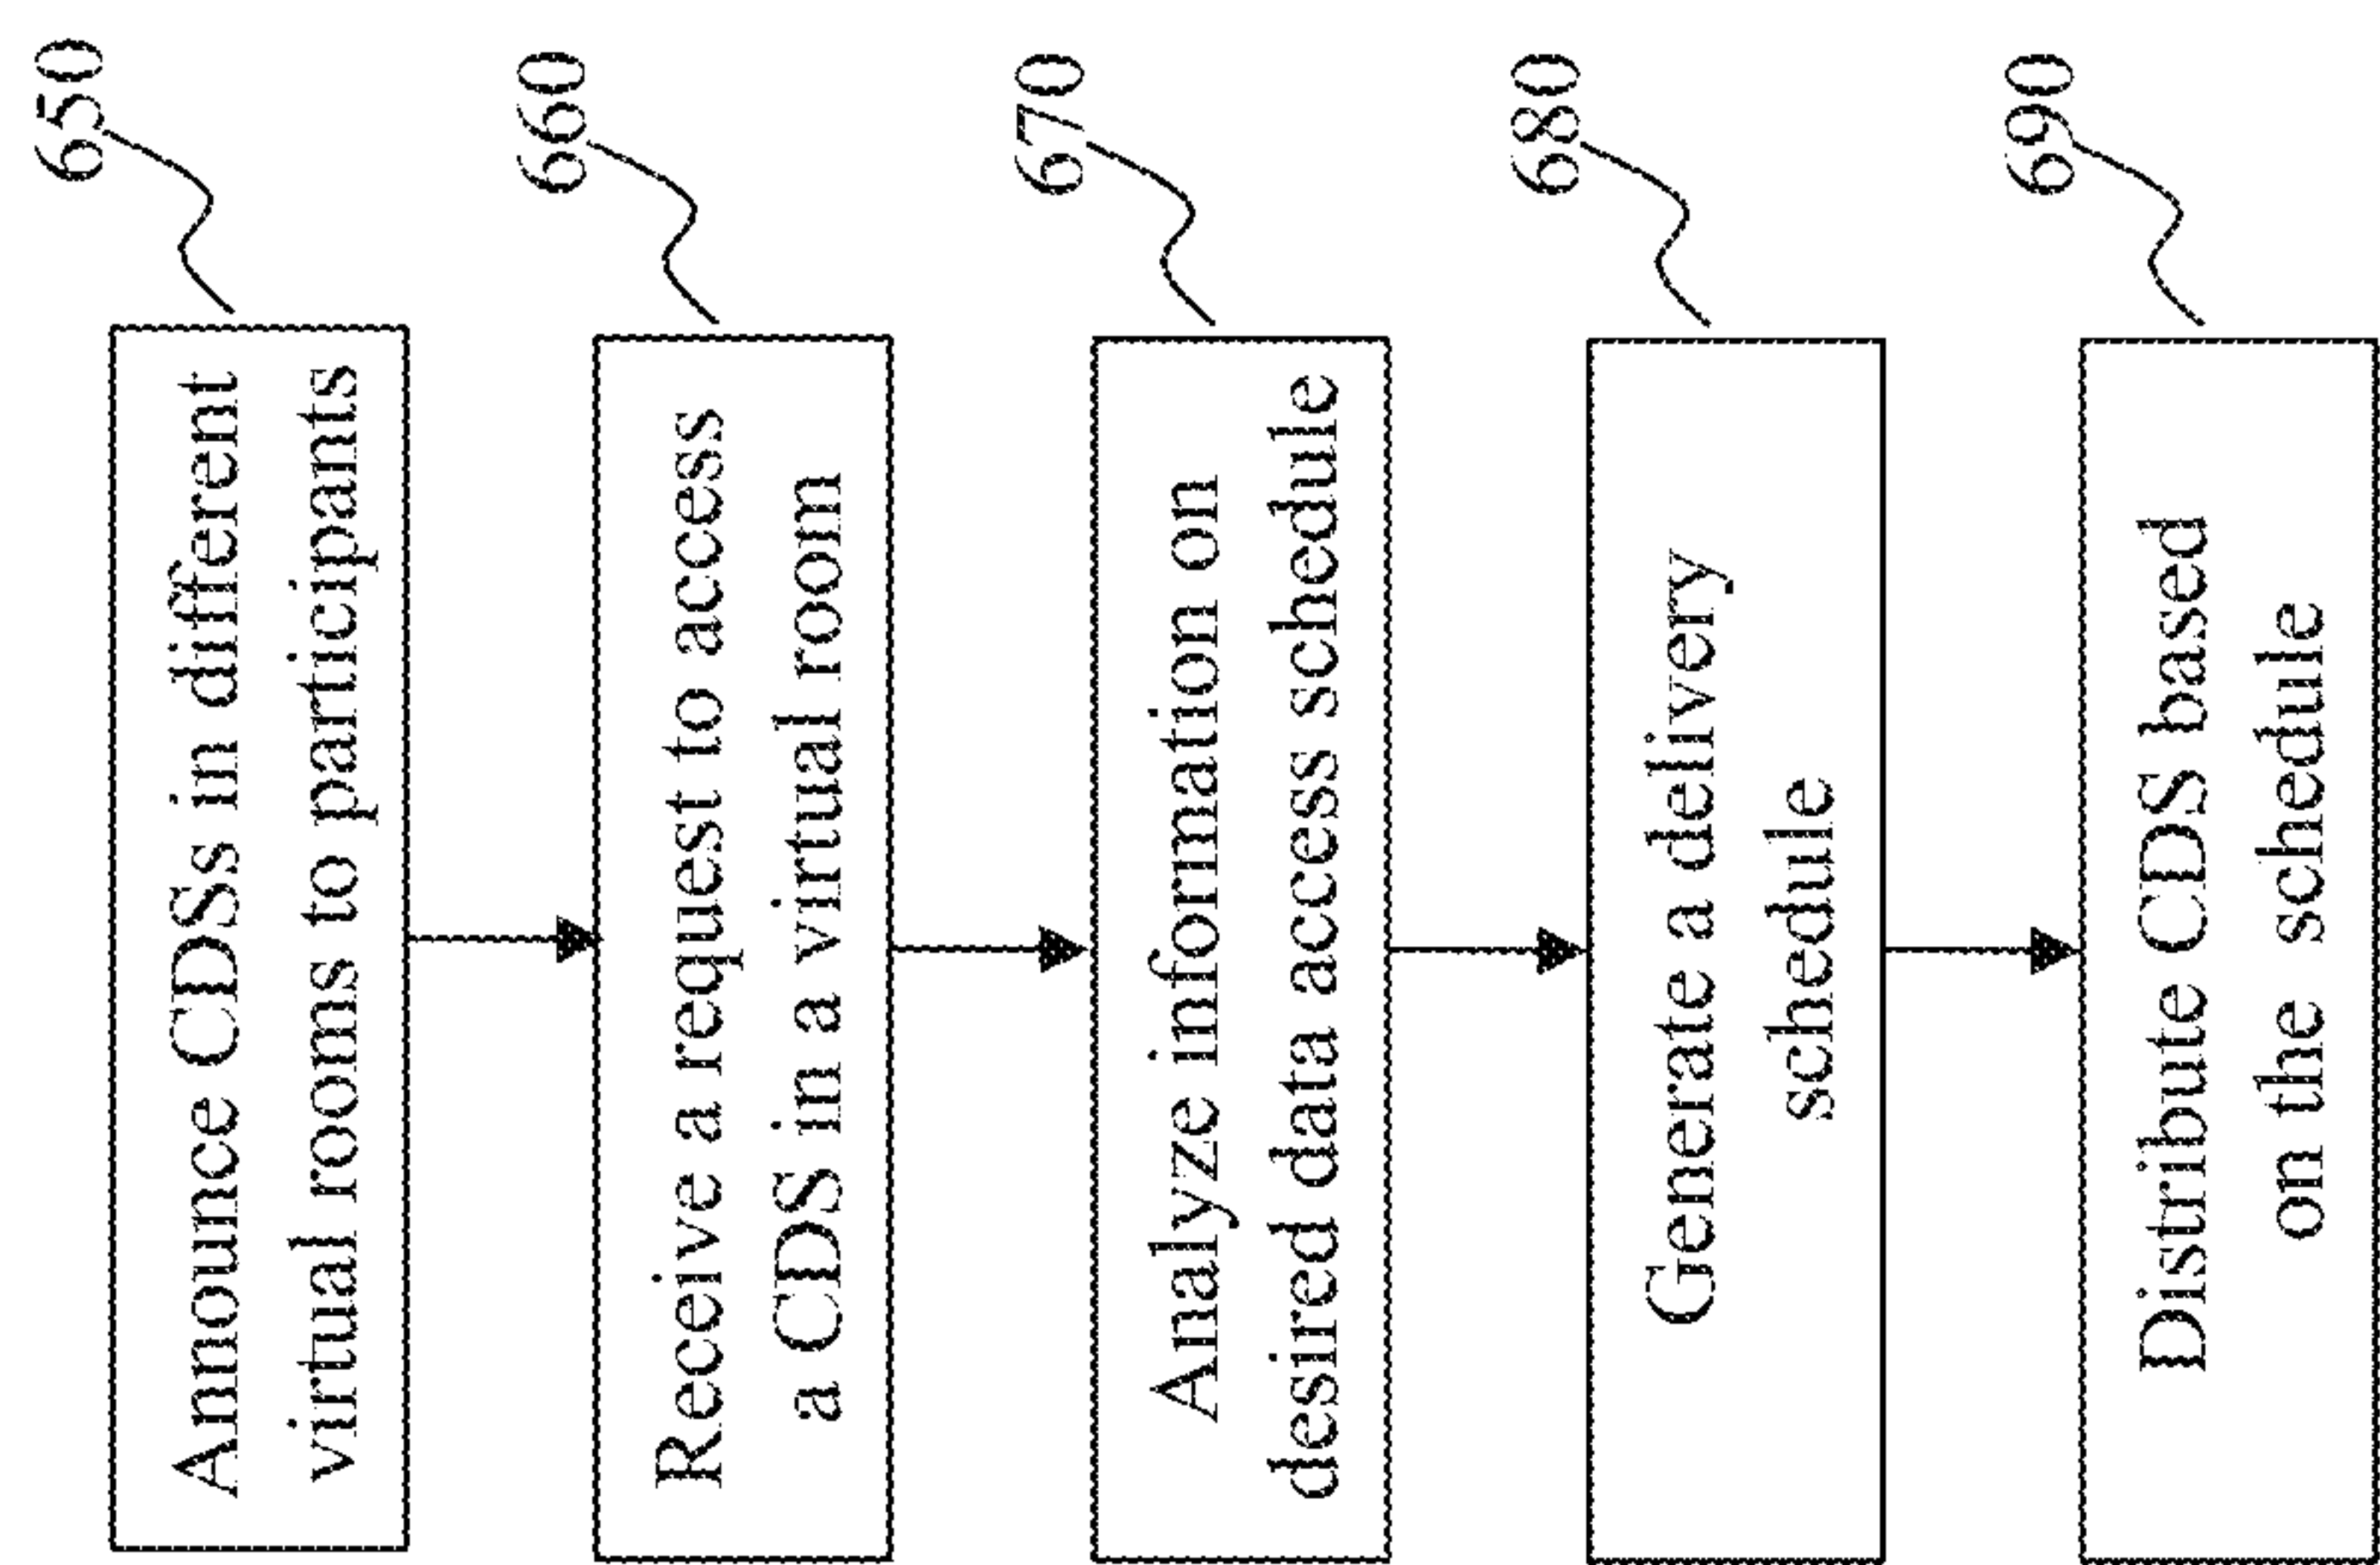 650
Announce CDSs in different
virtual rooms to participants
660
Receive a request to access
a CDS in a virtual room
670
Analyze information on
desired data access schedule
680
Generate a delivery
schedule
690
Distribute CDS based
on the schedule